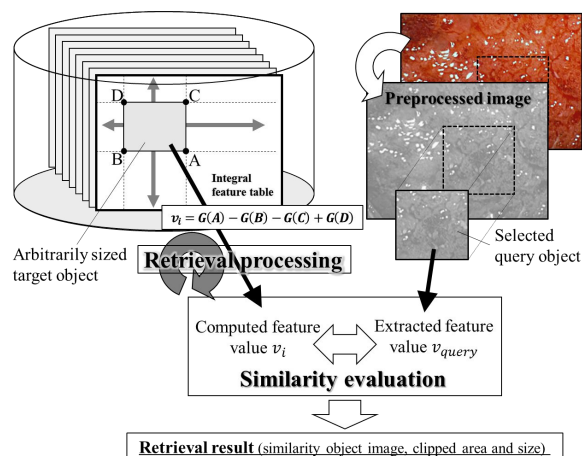 D
C
B
A
Integral
feature table
v_i = G(A) − G(B) − G(C) + G(D)
Arbitrarily sized
target object
Retrieval processing
Preprocessed image
Selected
query object
Computed feature
value v_i
Extracted feature
value v_query
Similarity evaluation
Retrieval result (similarity object image, clipped area and size)